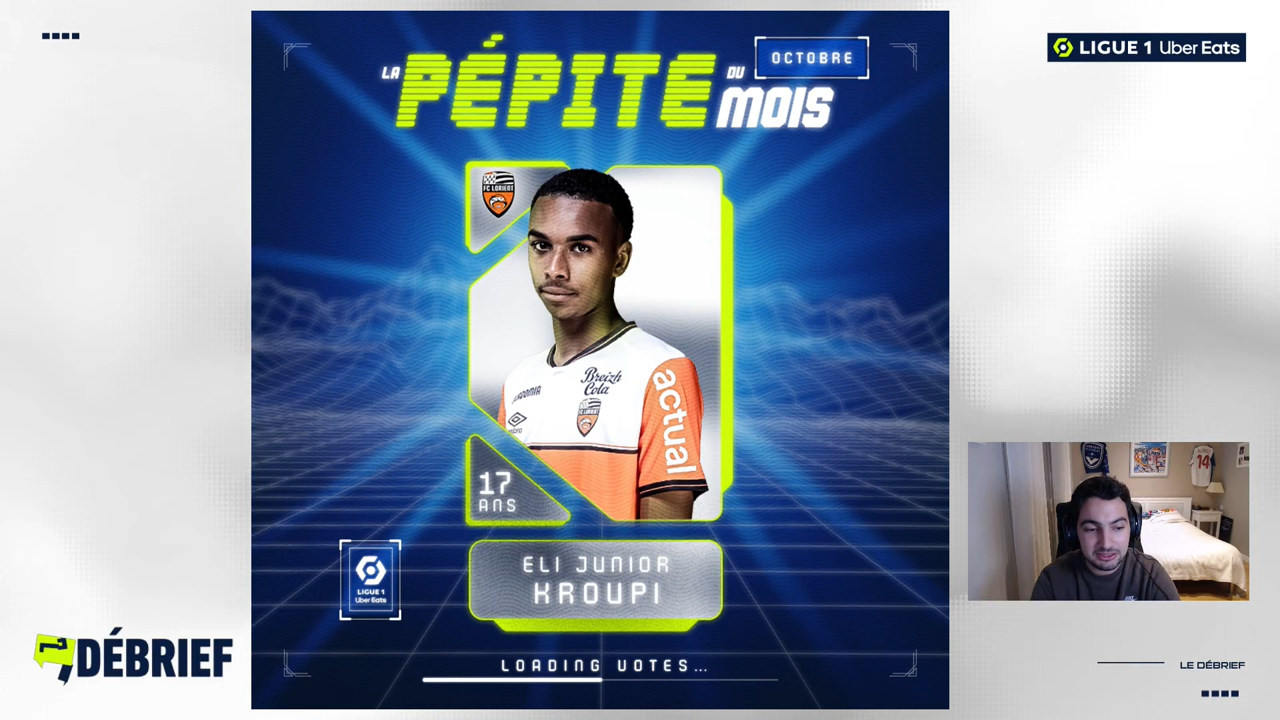 LA
PÉPITE
DU
MOIS
OCTOBRE
LIGUE 1 Uber Eats
FC LORIENT
Breizh
Cola
actual
17
ANS
ELI JUNIOR
KROUPI
LIGUE 1
Uber Eats
LOADING VOTES...
DÉBRIEF
LE DÉBRIEF
14